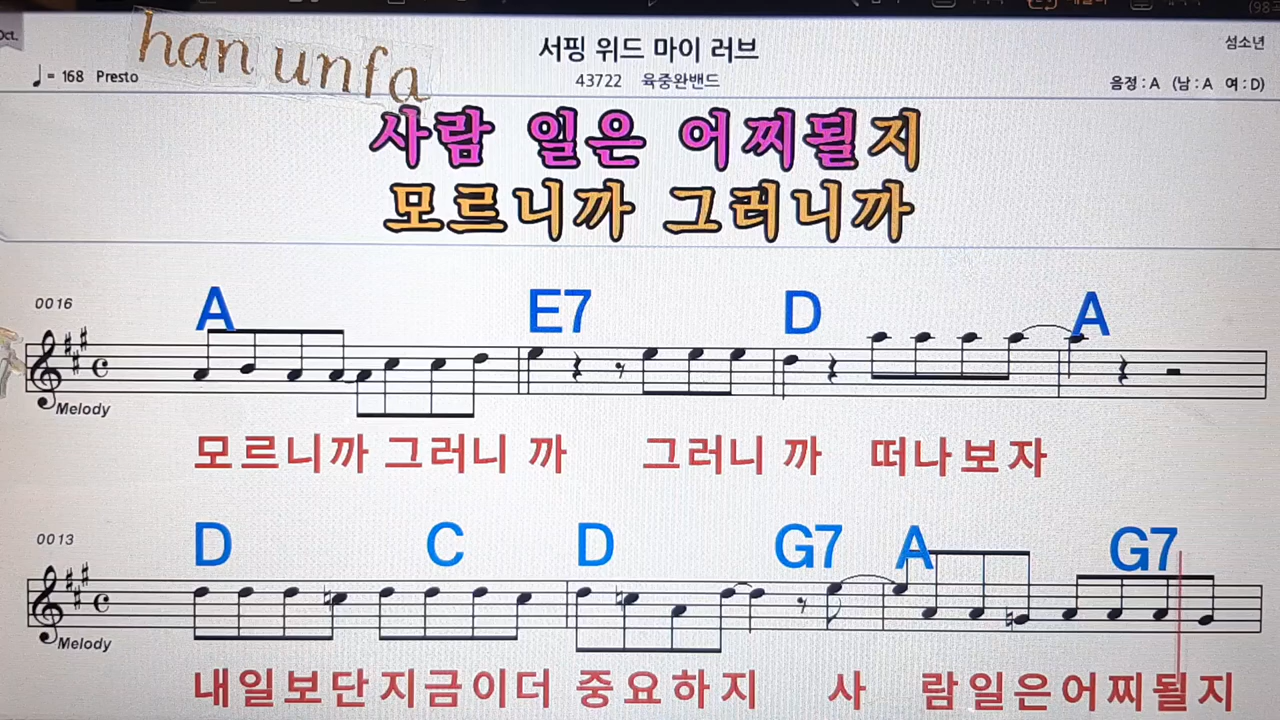 Oct.
han unfa
서핑 위드 마이 러브
섬소년
♩= 168 Presto
43722 육중완밴드
음정 : A (남 : A 여 : D)
사람 일은 어찌될지
모르니까 그러니까
0016
A E7 D A
Melody
모르니까 그러니 까 그러니 까 떠나보자
0013
D C D G7 A G7
Melody
내일보단지금이더 중요하지 사 람일은어찌될지